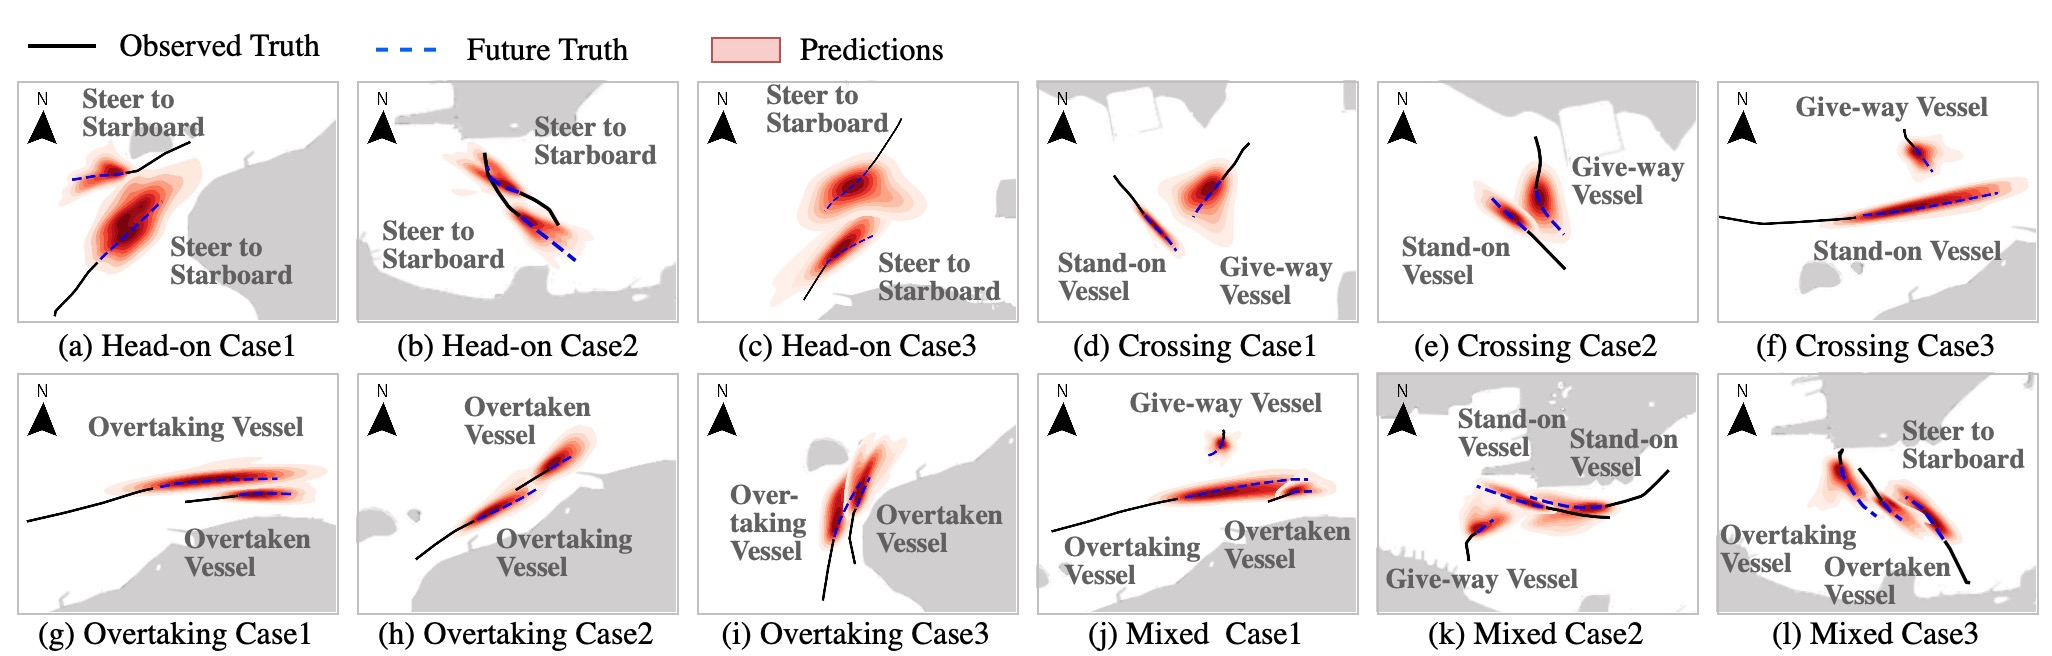 Observed Truth
Future Truth
Predictions
N
Steer to
Starboard
Steer to
Starboard
(a) Head-on Case1
N
Steer to
Starboard
Steer to
Starboard
(b) Head-on Case2
N
Steer to
Starboard
Steer to
Starboard
(c) Head-on Case3
N
Stand-on
Vessel
Give-way
Vessel
(d) Crossing Case1
N
Give-way
Vessel
Stand-on
Vessel
(e) Crossing Case2
N
Give-way Vessel
Stand-on Vessel
(f) Crossing Case3
N
Overtaking Vessel
Overtaken
Vessel
(g) Overtaking Case1
N
Overtaken
Vessel
Overtaking
Vessel
(h) Overtaking Case2
N
Over-
taking
Vessel
Overtaken
Vessel
(i) Overtaking Case3
N
Give-way Vessel
Overtaking
Vessel
Overtaken
Vessel
(j) Mixed Case1
N
Stand-on
Vessel
Stand-on
Vessel
Give-way Vessel
(k) Mixed Case2
N
Steer to
Starboard
Overtaking
Vessel
Overtaken
Vessel
(l) Mixed Case3